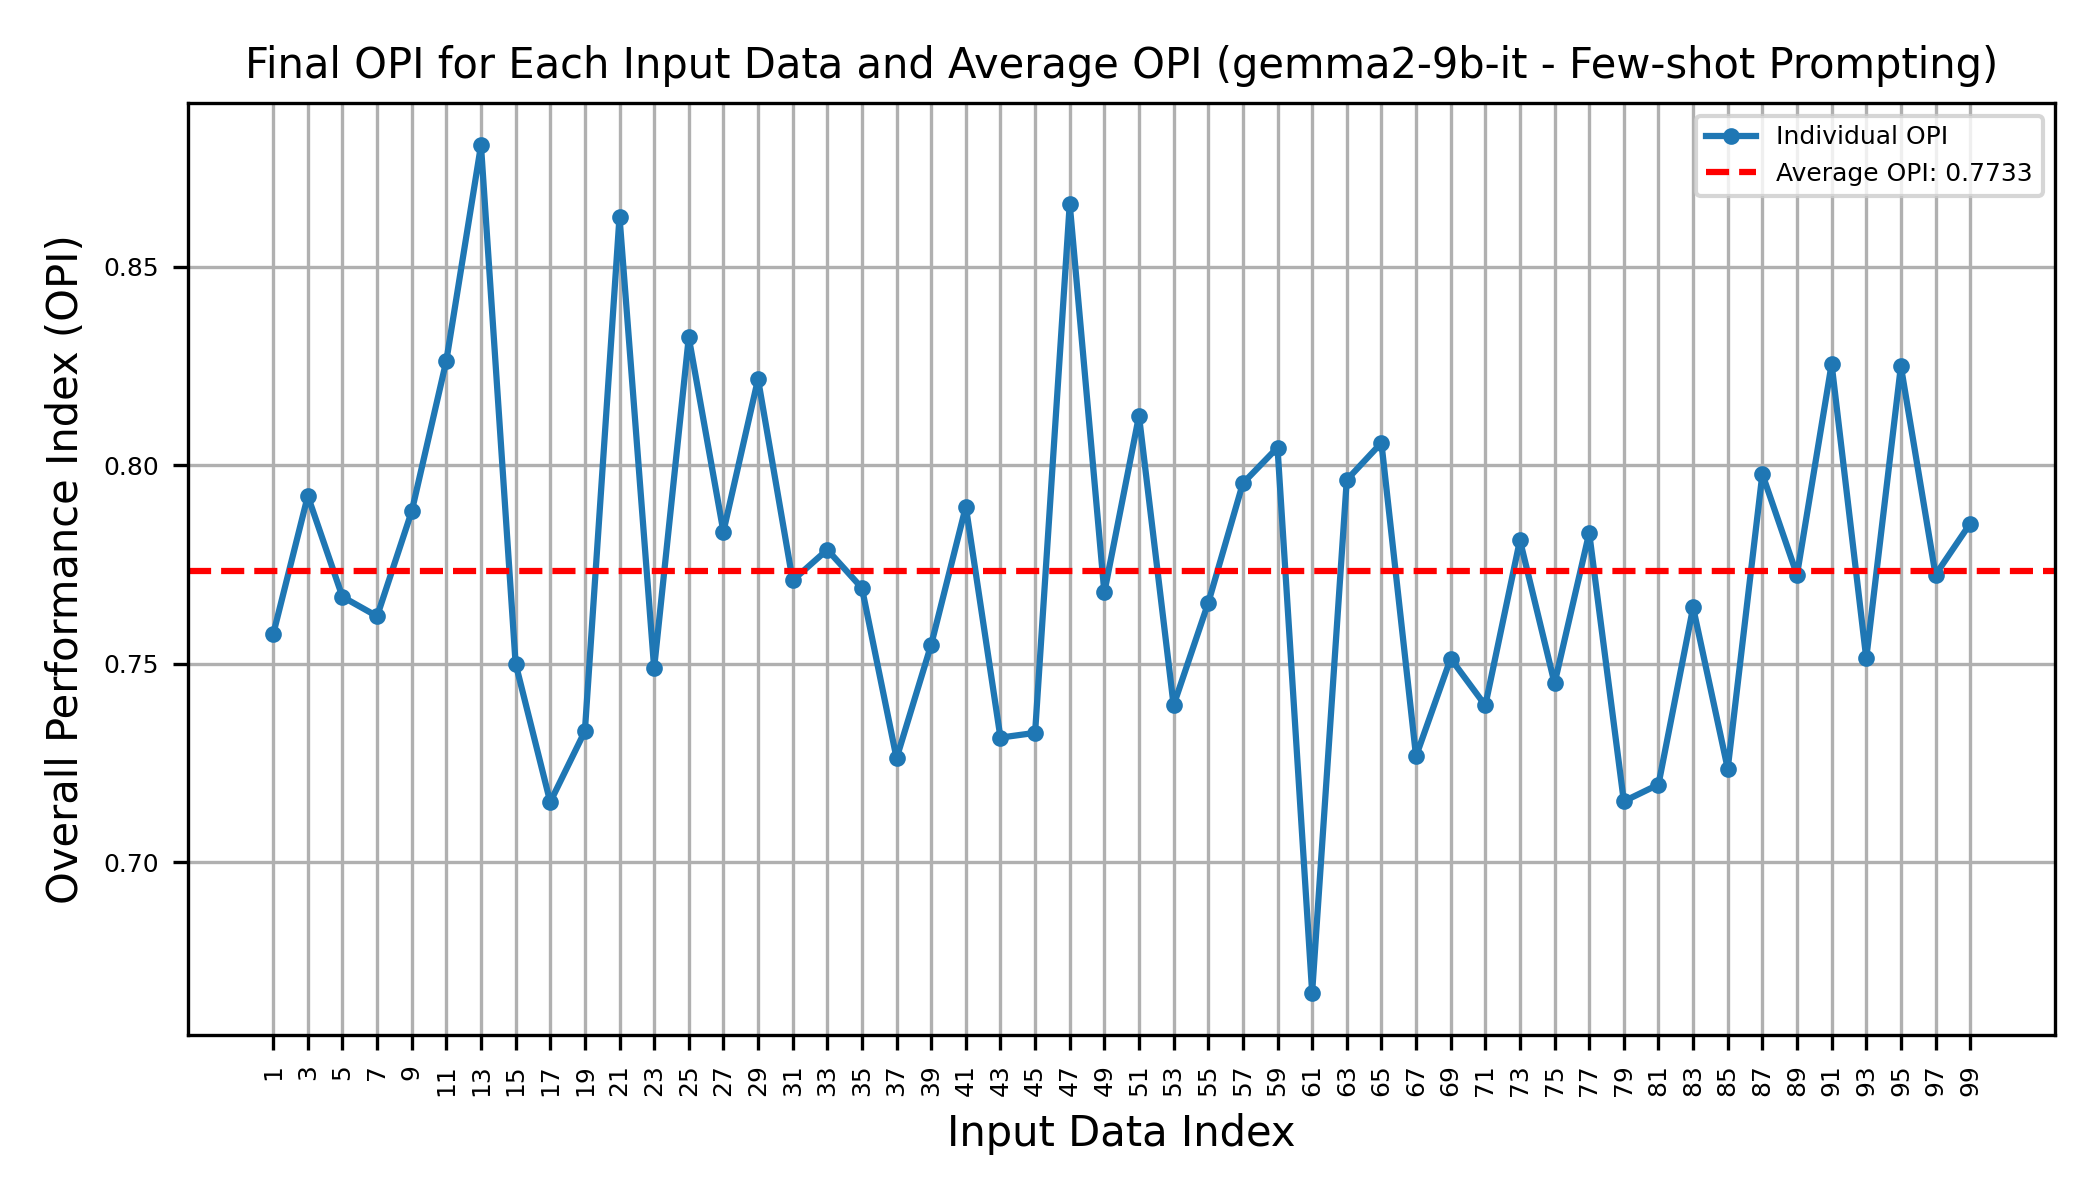 Final OPI for Each Input Data and Average OPI (gemma2-9b-it - Few-shot Prompting)
Individual OPI
Average OPI: 0.7733
Overall Performance Index (OPI)
0.85
0.80
0.75
0.70
1 3 5 7 9 11 13 15 17 19 21 23 25 27 29 31 33 35 37 39 41 43 45 47 49 51 53 55 57 59 61 63 65 67 69 71 73 75 77 79 81 83 85 87 89 91 93 95 97 99
Input Data Index